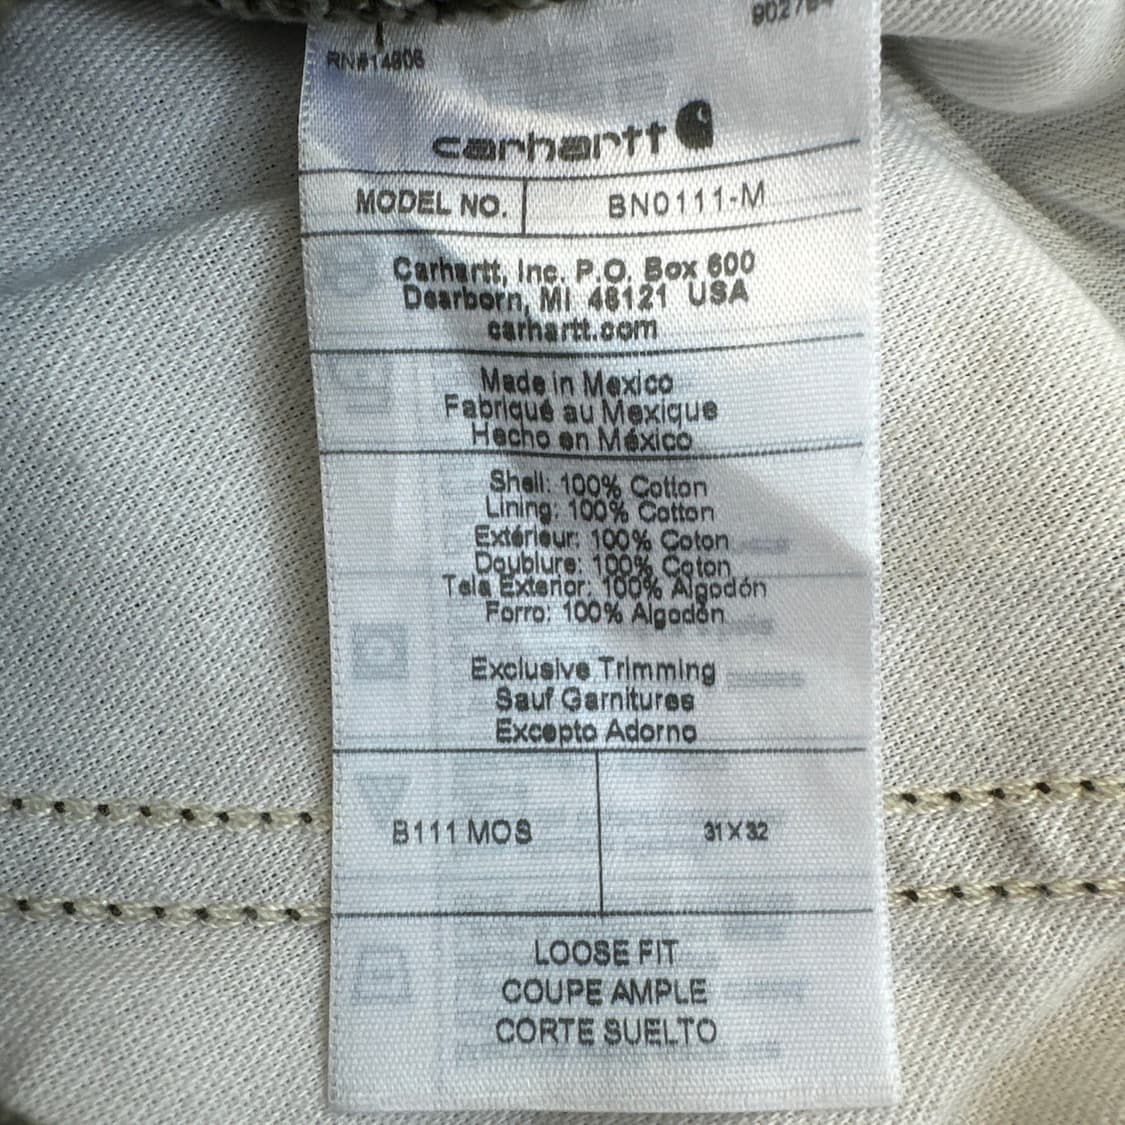 RN#14806
carhartt
MODEL NO. BN0111-M
Carhartt, Inc. P.O. Box 600
Dearborn, MI 48121 USA
carhartt.com
Made in Mexico
Fabriqué au Mexique
Hecho en México
Shell: 100% Cotton
Lining: 100% Cotton
Extérieur: 100% Coton
Doublure: 100% Coton
Tela Exterior: 100% Algodón
Forro: 100% Algodón
Exclusive Trimming
Sauf Garnitures
Excepto Adorno
B111 MOS 31 X 32
LOOSE FIT
COUPE AMPLE
CORTE SUELTO